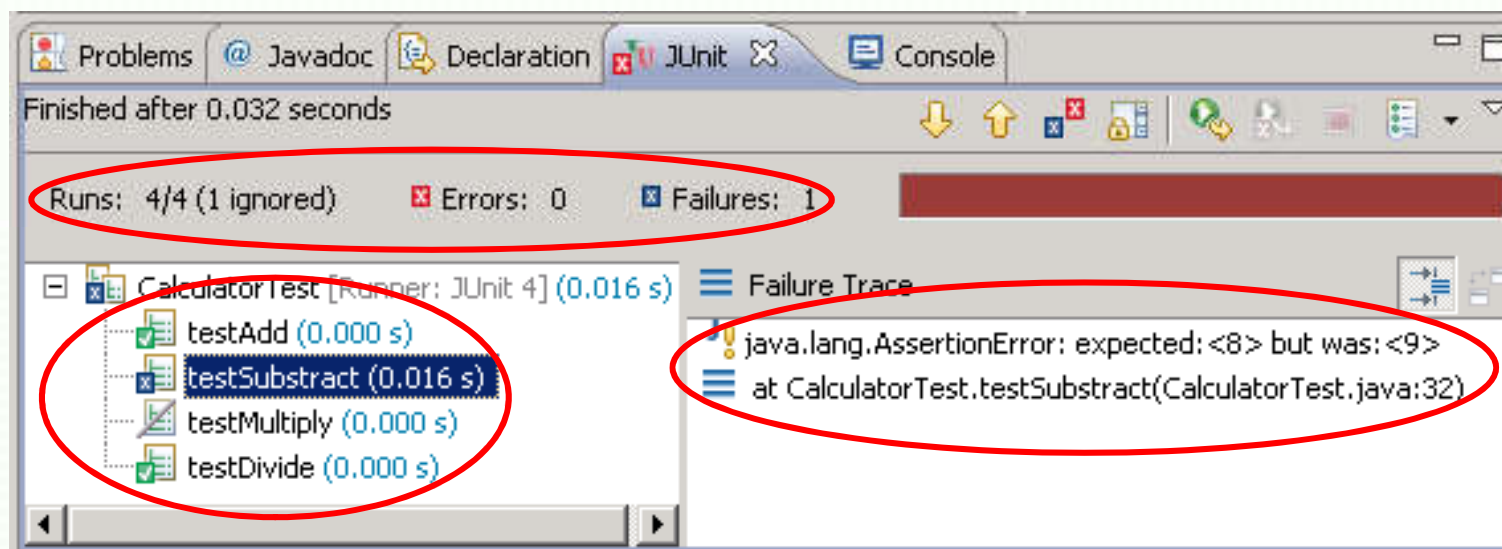 Problems @ Javadoc Declaration JUnit Console
Finished after 0.032 seconds
Runs: 4/4 (1 ignored) Errors: 0 Failures: 1
CalculatorTest [Runner: JUnit 4] (0.016 s)
testAdd (0.000 s)
testSubstract (0.016 s)
testMultiply (0.000 s)
testDivide (0.000 s)
Failure Trace
java.lang.AssertionError: expected:<8> but was:<9>
at CalculatorTest.testSubstract(CalculatorTest.java:32)